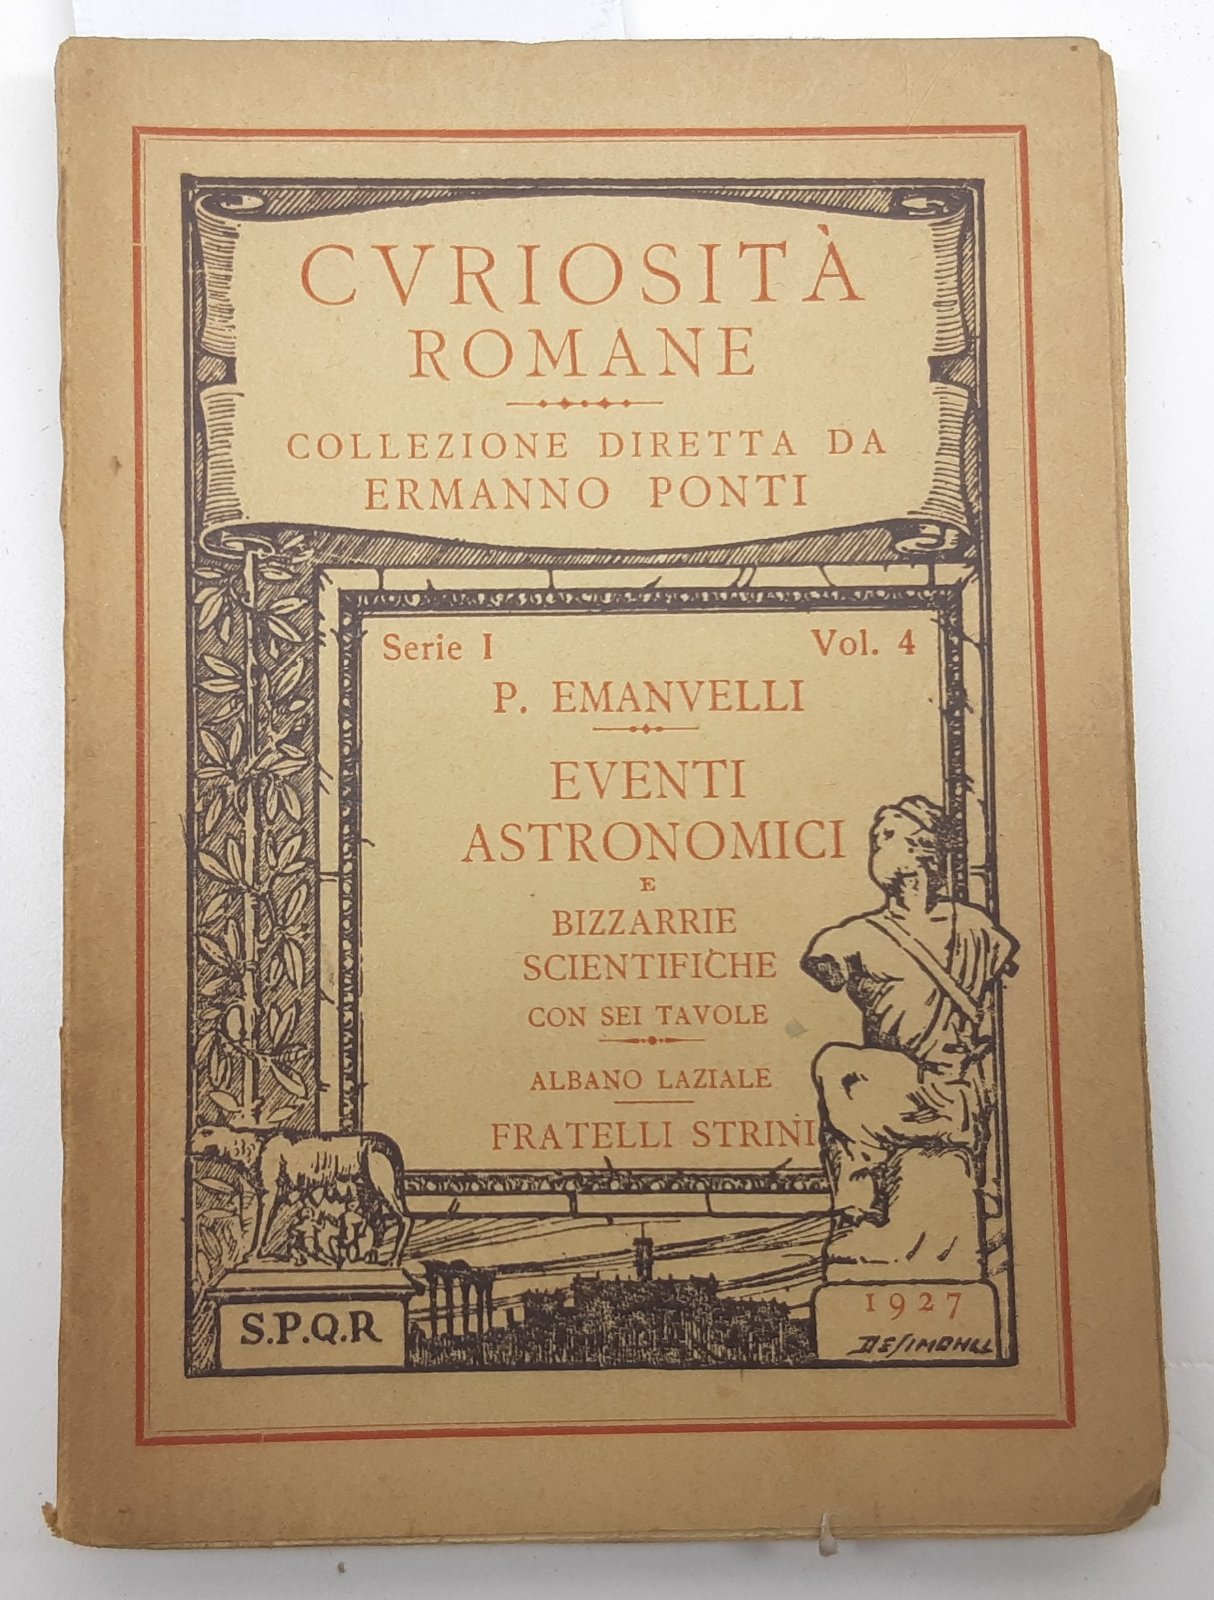 CVRIOSITÀ
ROMANE
COLLEZIONE DIRETTA DA
ERMANNO PONTI
Serie I Vol. 4
P. EMANVELLI
EVENTI
ASTRONOMICI
E
BIZZARRIE
SCIENTIFICHE
CON SEI TAVOLE
ALBANO LAZIALE
FRATELLI STRINI
S.P.Q.R
1927